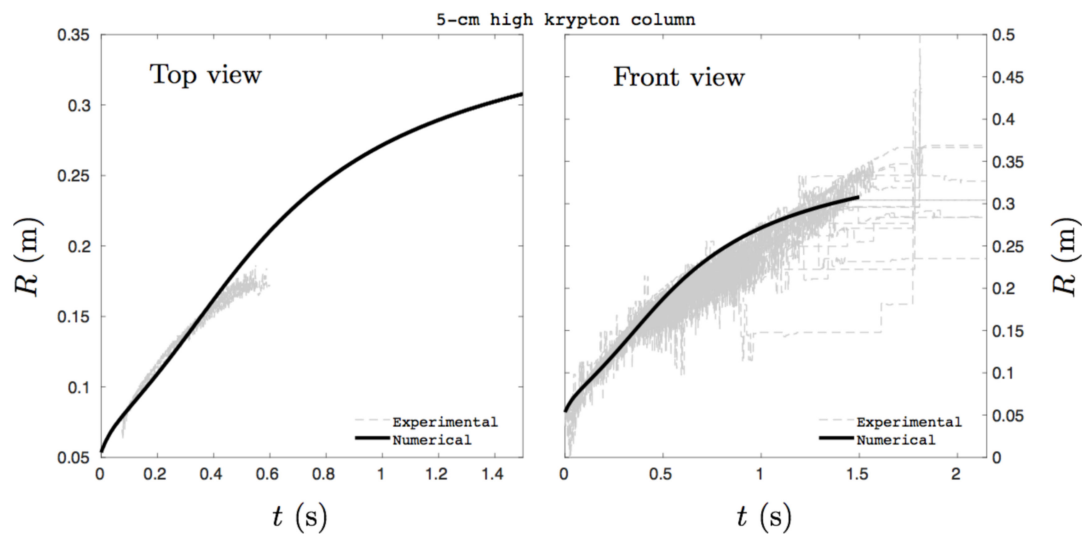 5-cm high krypton column
Top view
Front view
0.35
0.3
0.25
0.2
0.15
0.1
0.05
R (m)
0 0.2 0.4 0.6 0.8 1 1.2 1.4
t (s)
Experimental
Numerical
0.5
0.45
0.4
0.35
0.3
0.25
0.2
0.15
0.1
0.05
0
R (m)
0 0.5 1 1.5 2
t (s)
Experimental
Numerical